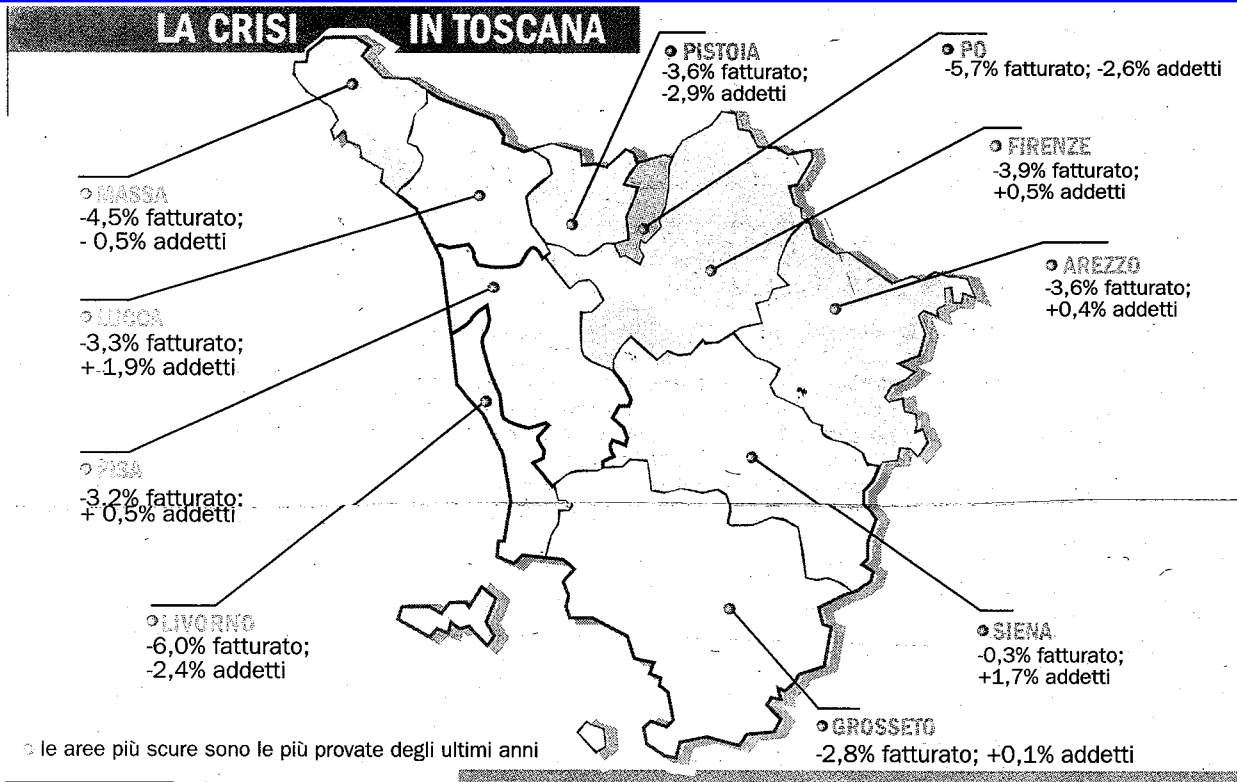 LA CRISI IN TOSCANA
PISTOIA
-3,6% fatturato;
-2,9% addetti
PO
-5,7% fatturato; -2,6% addetti
FIRENZE
-3,9% fatturato;
+0,5% addetti
MASSA
-4,5% fatturato;
- 0,5% addetti
AREZZO
-3,6% fatturato;
+0,4% addetti
LUCCA
-3,3% fatturato;
+ 1,9% addetti
PISA
-3,2% fatturato;
+ 0,5% addetti
LIVORNO
-6,0% fatturato;
-2,4% addetti
SIENA
-0,3% fatturato;
+1,7% addetti
GROSSETO
-2,8% fatturato; +0,1% addetti
le aree più scure sono le più provate degli ultimi anni